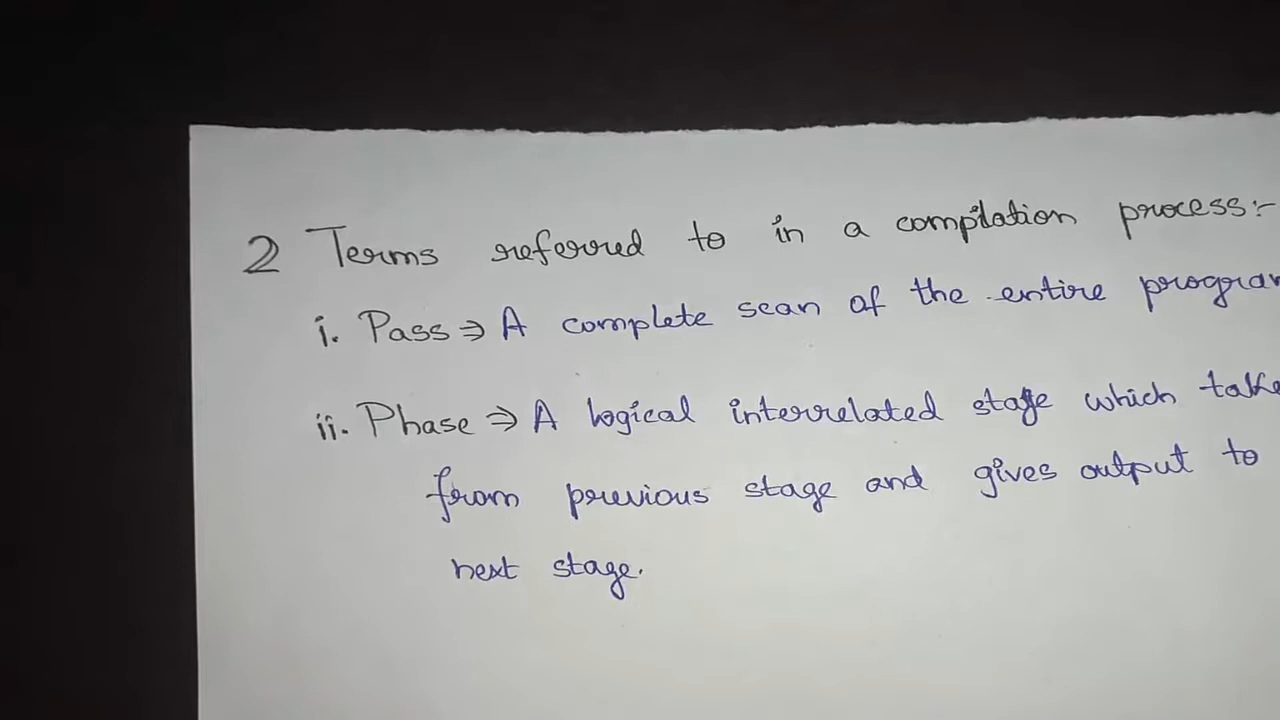 2 Terms referred to in a compilation process:-
i. Pass ⇒ A complete scan of the entire progra
ii. Phase ⇒ A logical interrelated stage which take
from previous stage and gives output to
next stage.